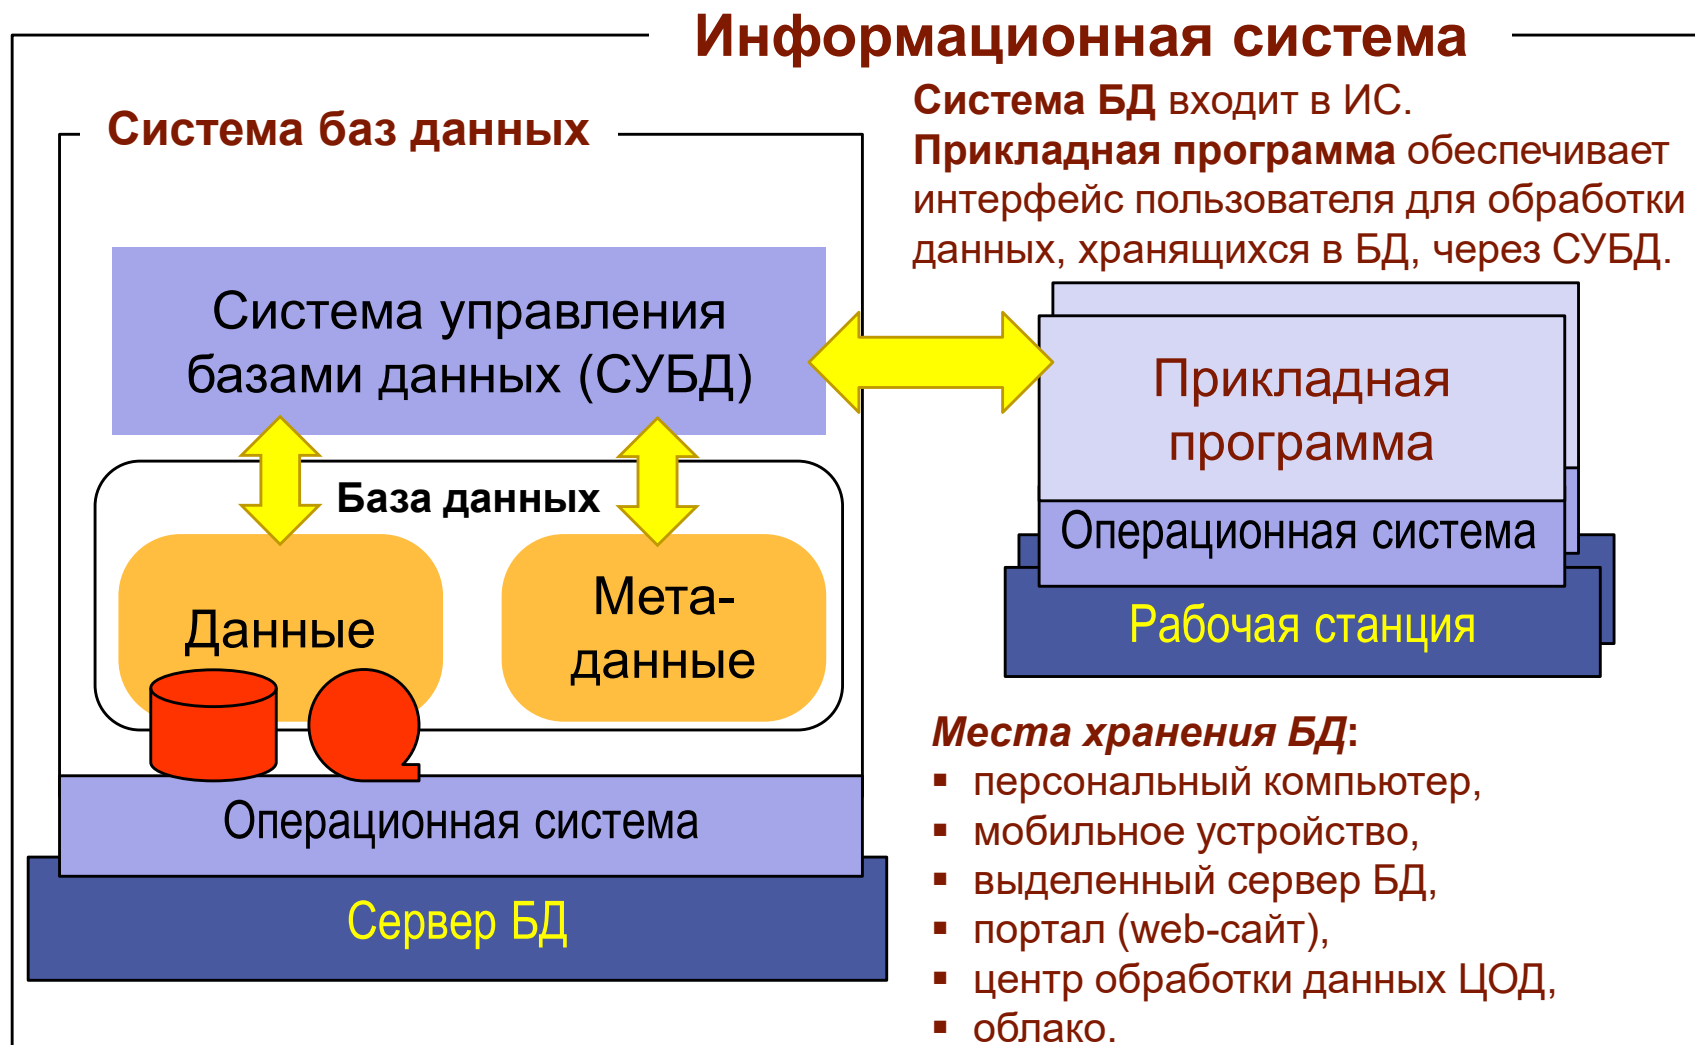 Информационная система
Система баз данных
Система БД входит в ИС.
Прикладная программа обеспечивает
интерфейс пользователя для обработки
данных, хранящихся в БД, через СУБД.
Система управления
базами данных (СУБД)
База данных
Данные
Мета-
данные
Операционная система
Сервер БД
Прикладная
программа
Операционная система
Рабочая станция
Места хранения БД:
▪ персональный компьютер,
▪ мобильное устройство,
▪ выделенный сервер БД,
▪ портал (web-сайт),
▪ центр обработки данных ЦОД,
▪ облако.